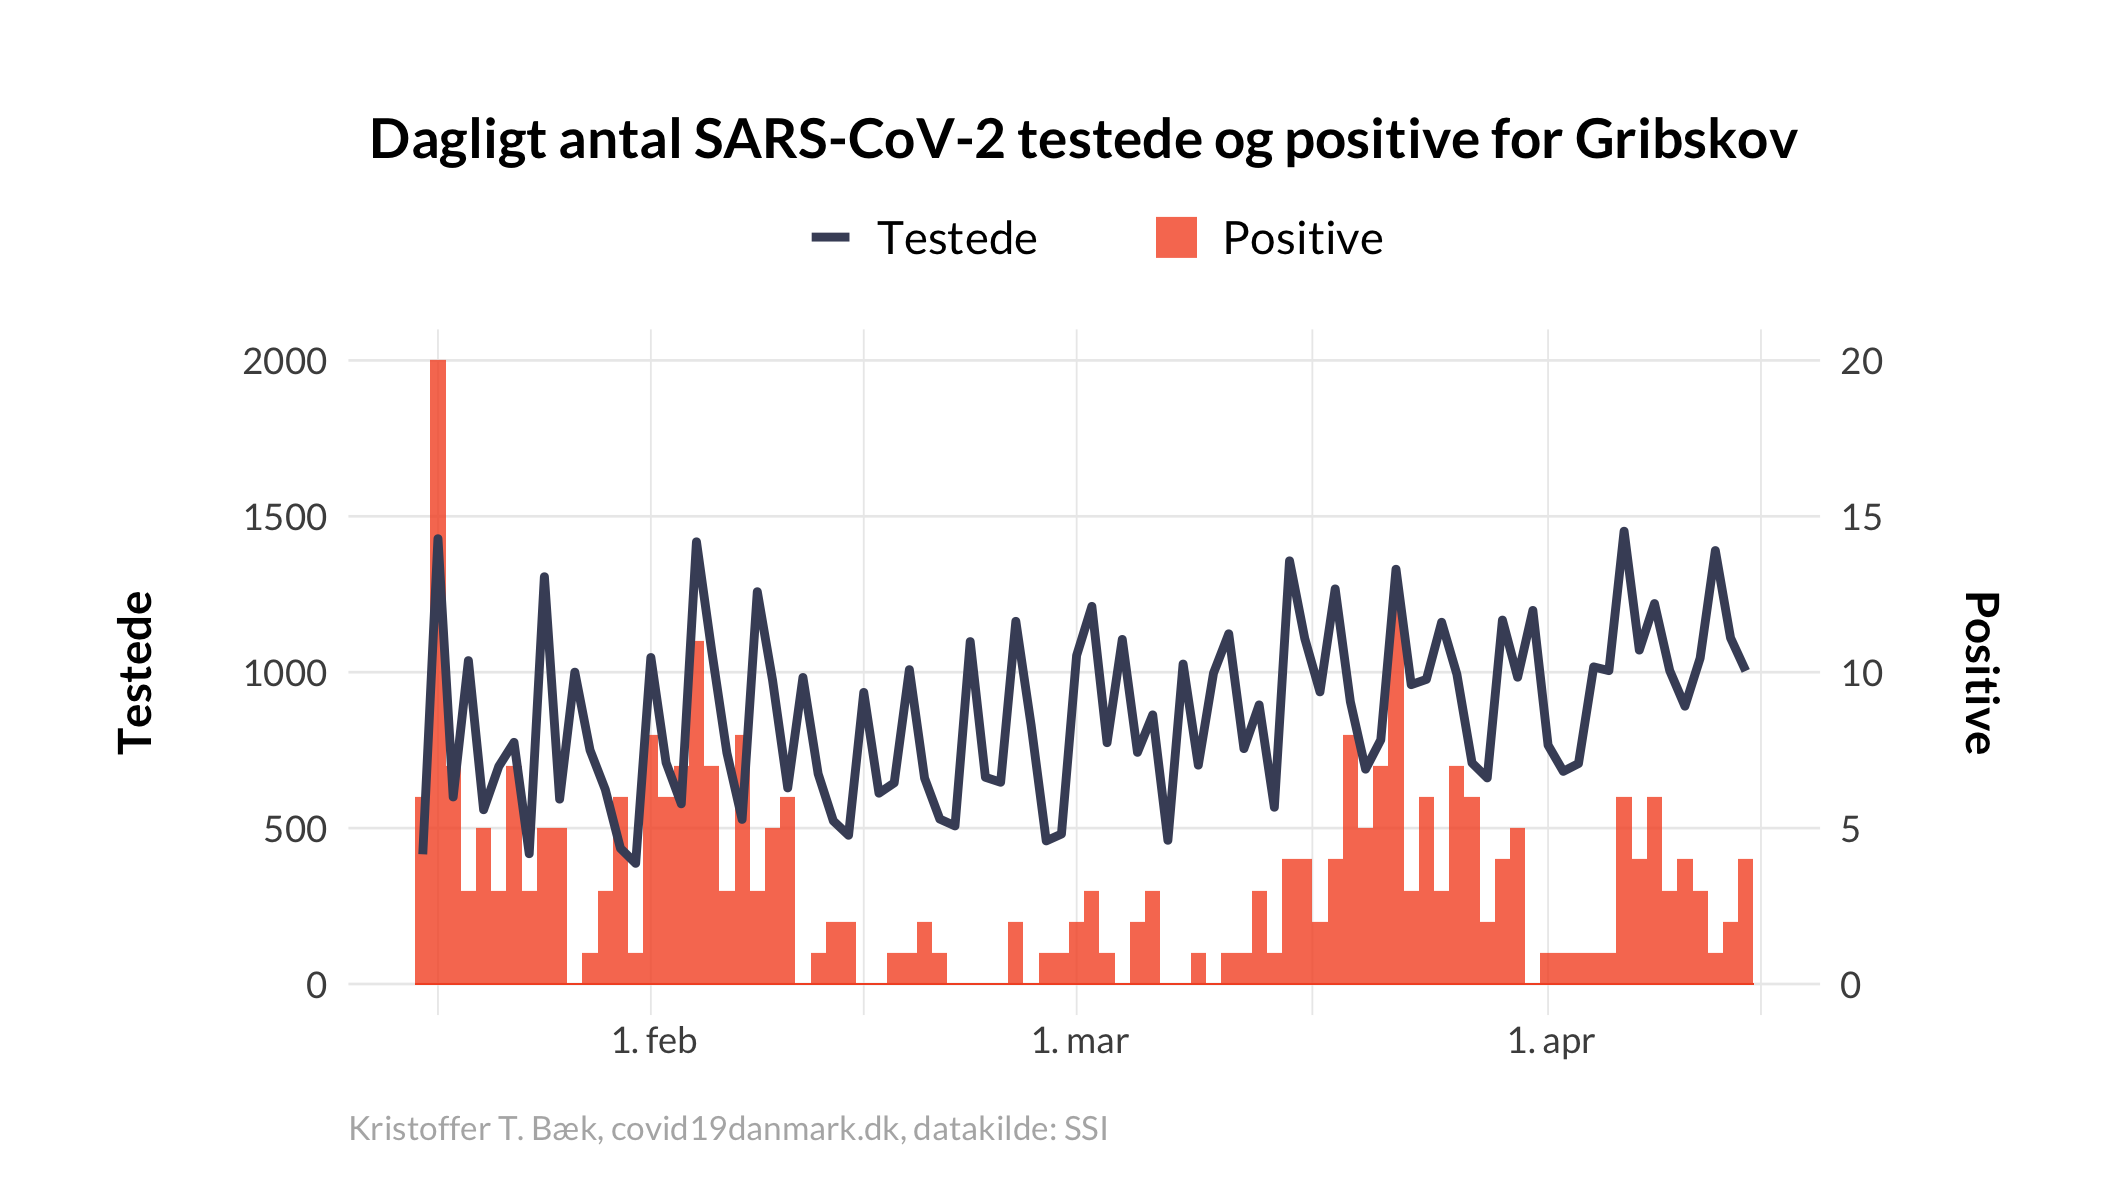 Dagligt antal SARS-CoV-2 testede og positive for Gribskov
Testede
Positive
2000
1500
1000
500
0
Testede
20
15
10
5
0
Positive
1. feb
1. mar
1. apr
Kristoffer T. Bæk, covid19danmark.dk, datakilde: SSI